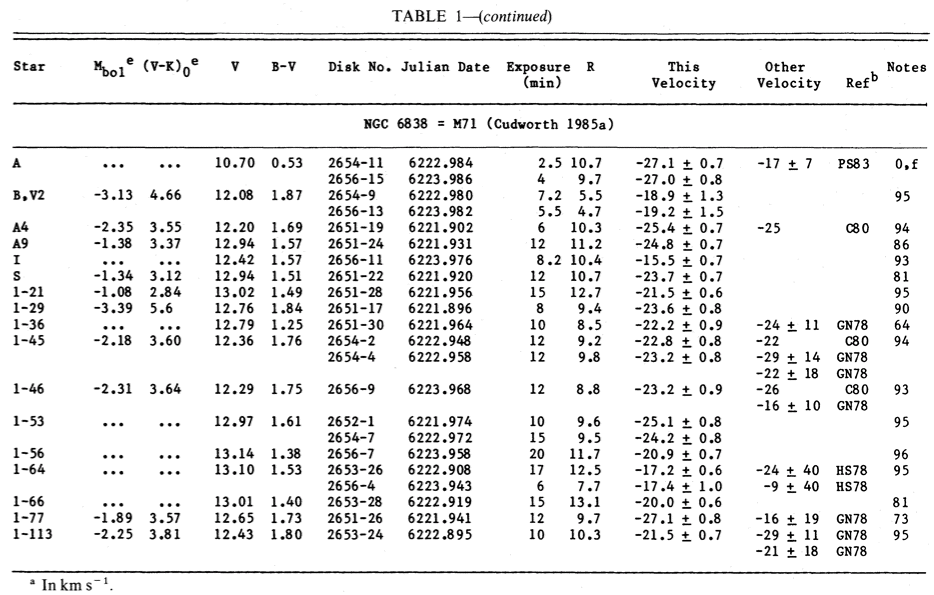 TABLE 1—(continued)
Star M_bol^e (V-K)_0^e V B-V Disk No. Julian Date Exposure (min) R This Velocity Other Velocity Ref^b Notes
NGC 6838 = M71 (Cudworth 1985a)
A ... ... 10.70 0.53 2654-11 6222.984 2.5 10.7 -27.1 ± 0.7 -17 ± 7 PS83 0,f
2656-15 6223.986 4 9.7 -27.0 ± 0.8
B,V2 -3.13 4.66 12.08 1.87 2654-9 6222.980 7.2 5.5 -18.9 ± 1.3 95
2656-13 6223.982 5.5 4.7 -19.2 ± 1.5
A4 -2.35 3.55 12.20 1.69 2651-19 6221.902 6 10.3 -25.4 ± 0.7 -25 C80 94
A9 -1.38 3.37 12.94 1.57 2651-24 6221.931 12 11.2 -24.8 ± 0.7 86
I ... ... 12.42 1.57 2656-11 6223.976 8.2 10.4 -15.5 ± 0.7 93
S -1.34 3.12 12.94 1.51 2651-22 6221.920 12 10.7 -23.7 ± 0.7 81
1-21 -1.08 2.84 13.02 1.49 2651-28 6221.956 15 12.7 -21.5 ± 0.6 95
1-29 -3.39 5.6 12.76 1.84 2651-17 6221.896 8 9.4 -23.6 ± 0.8 90
1-36 ... ... 12.79 1.25 2651-30 6221.964 10 8.5 -22.2 ± 0.9 -24 ± 11 GN78 64
1-45 -2.18 3.60 12.36 1.76 2654-2 6222.948 12 9.2 -22.8 ± 0.8 -22 C80 94
2654-4 6222.958 12 9.8 -23.2 ± 0.8 -29 ± 14 GN78
-22 ± 18 GN78
1-46 -2.31 3.64 12.29 1.75 2656-9 6223.968 12 8.8 -23.2 ± 0.9 -26 C80 93
-16 ± 10 GN78
1-53 ... ... 12.97 1.61 2652-1 6221.974 10 9.6 -25.1 ± 0.8 95
2654-7 6222.972 15 9.5 -24.2 ± 0.8
1-56 ... ... 13.14 1.38 2656-7 6223.958 20 11.7 -20.9 ± 0.7 96
1-64 ... ... 13.10 1.53 2653-26 6222.908 17 12.5 -17.2 ± 0.6 -24 ± 40 HS78 95
2656-4 6223.943 6 7.7 -17.4 ± 1.0 -9 ± 40 HS78
1-66 ... ... 13.01 1.40 2653-28 6222.919 15 13.1 -20.0 ± 0.6 81
1-77 -1.89 3.57 12.65 1.73 2651-26 6221.941 12 9.7 -27.1 ± 0.8 -16 ± 19 GN78 73
1-113 -2.25 3.81 12.43 1.80 2653-24 6222.895 10 10.3 -21.5 ± 0.7 -29 ± 11 GN78 95
-21 ± 18 GN78
^a In km s^-1.